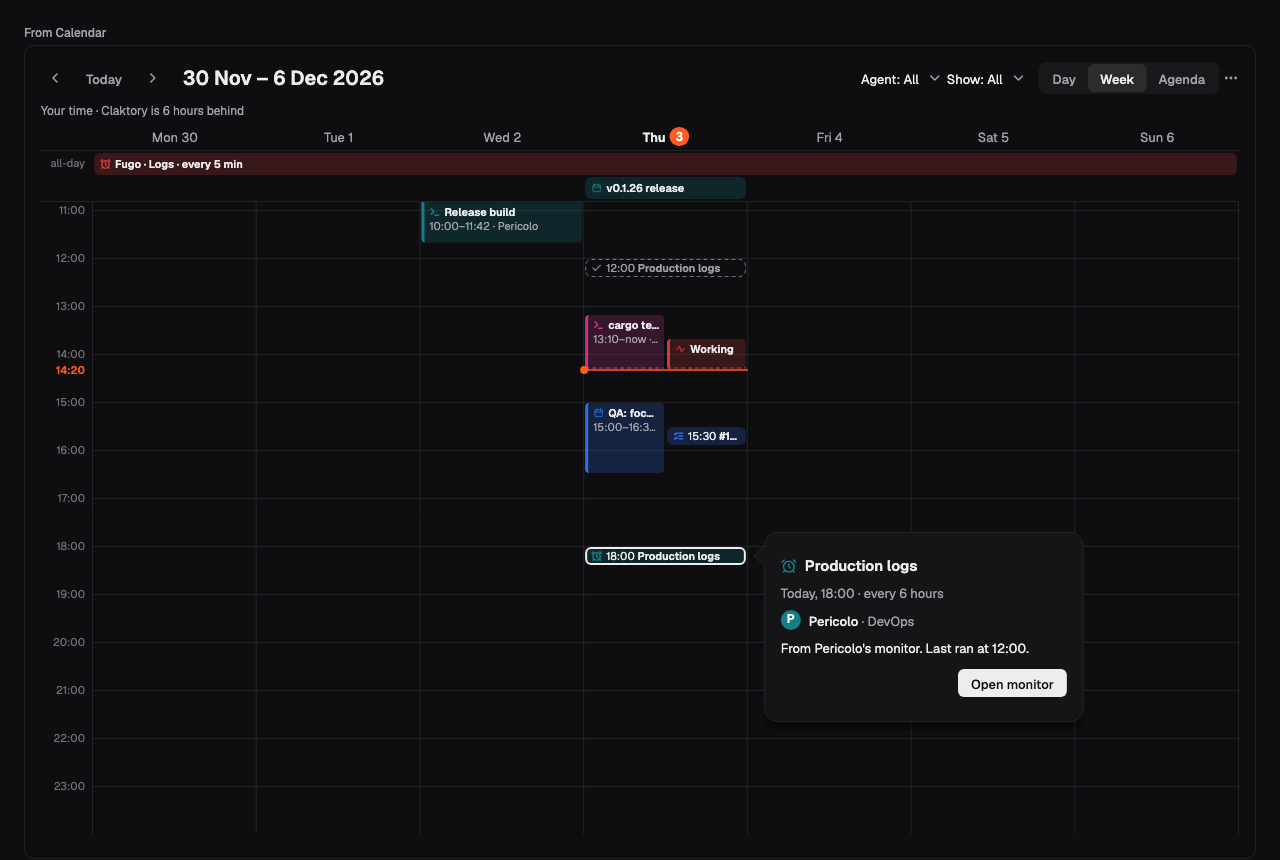 From Calendar
Today
30 Nov – 6 Dec 2026
Agent: All
Show: All
Day
Week
Agenda
Your time · Claktory is 6 hours behind
Mon 30
Tue 1
Wed 2
Thu 3
Fri 4
Sat 5
Sun 6
all-day
Fugo · Logs · every 5 min
v0.1.26 release
11:00
Release build
10:00–11:42 · Pericolo
12:00
12:00 Production logs
13:00
cargo te…
13:10–now ·…
Working
14:00
14:20
15:00
QA: foc…
15:00–16:3…
15:30 #1…
16:00
17:00
18:00
18:00 Production logs
19:00
20:00
21:00
22:00
23:00
Production logs
Today, 18:00 · every 6 hours
P
Pericolo · DevOps
From Pericolo's monitor. Last ran at 12:00.
Open monitor